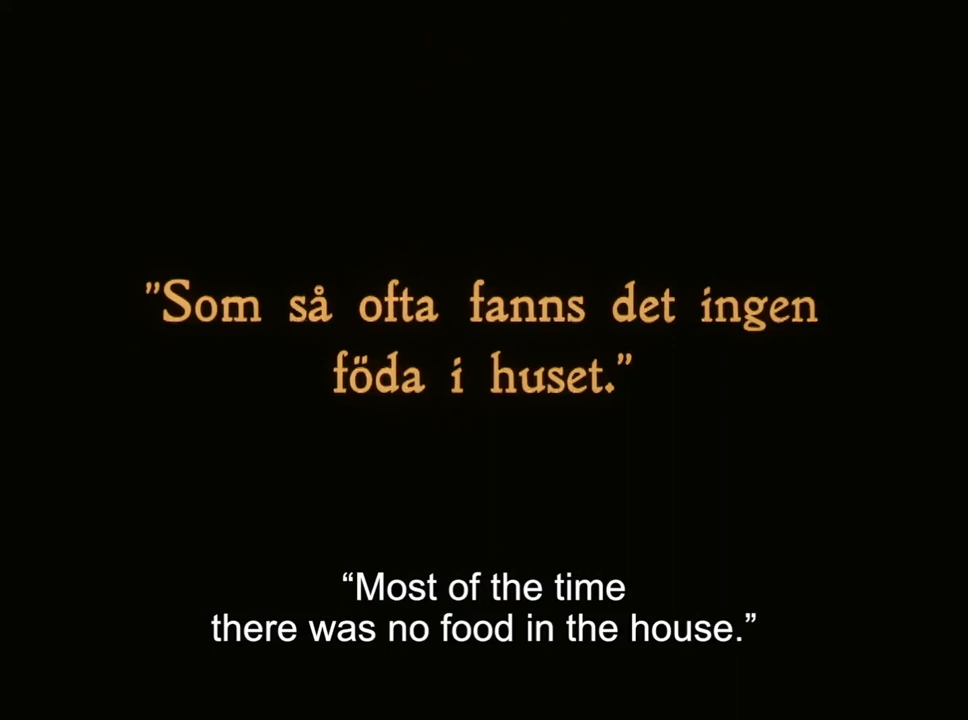 "Som så ofta fanns det ingen
föda i huset."
“Most of the time
there was no food in the house.”